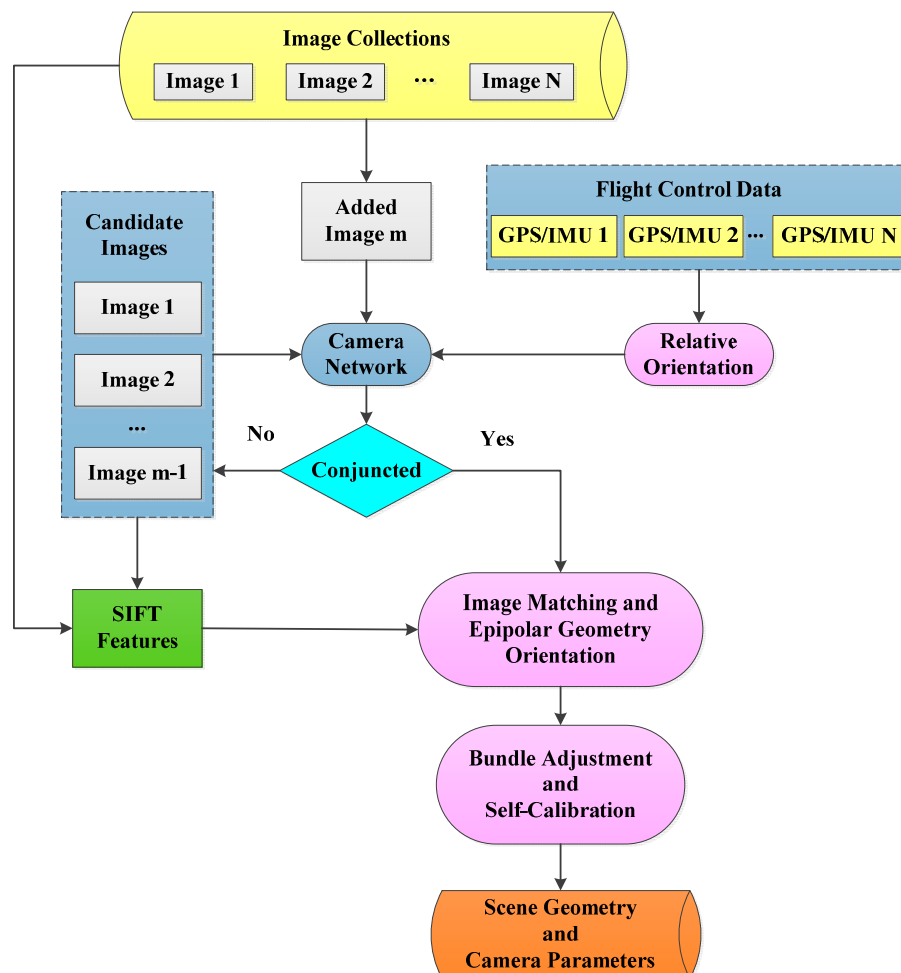 Image Collections
Image 1
Image 2
...
Image N
Added
Image m
Flight Control Data
GPS/IMU 1
GPS/IMU 2
...
GPS/IMU N
Candidate
Images
Image 1
Image 2
...
Image m-1
Camera
Network
Relative
Orientation
No
Yes
Conjuncted
SIFT
Features
Image Matching and
Epipolar Geometry
Orientation
Bundle Adjustment
and
Self-Calibration
Scene Geometry
and
Camera Parameters